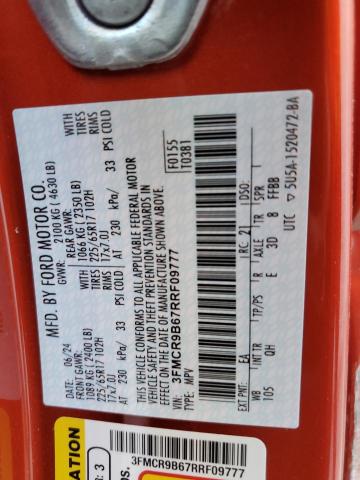 MFD. BY FORD MOTOR CO.
DATE: 06/24
GVWR: 2100 KG ( 4630 LB)
FRONT GAWR: 1089 KG ( 2400 LB)
225/65R17 102H
17x7.0J
AT 230 kPa/ 33 PSI COLD
REAR GAWR: 1066 KG ( 2350 LB)
225/65R17 102H
17x7.0J
AT 230 kPa/ 33 PSI COLD
WITH TIRES RIMS
WITH TIRES RIMS
THIS VEHICLE CONFORMS TO ALL APPLICABLE FEDERAL MOTOR
VEHICLE SAFETY AND THEFT PREVENTION STANDARDS IN
EFFECT ON THE DATE OF MANUFACTURE SHOWN ABOVE.
VIN: 3FMCR9B67RRF09777
TYPE: MPV
F0155
T0381
EXT PNT: EA
RC: 21
DSO:
WB
INT TR
TP/PS
R
AXLE
TR
SPR
105
QH
E
3D
8
FFBB
UTC
5U5A-1520472-BA
3
3FMCR9B67RRF09777